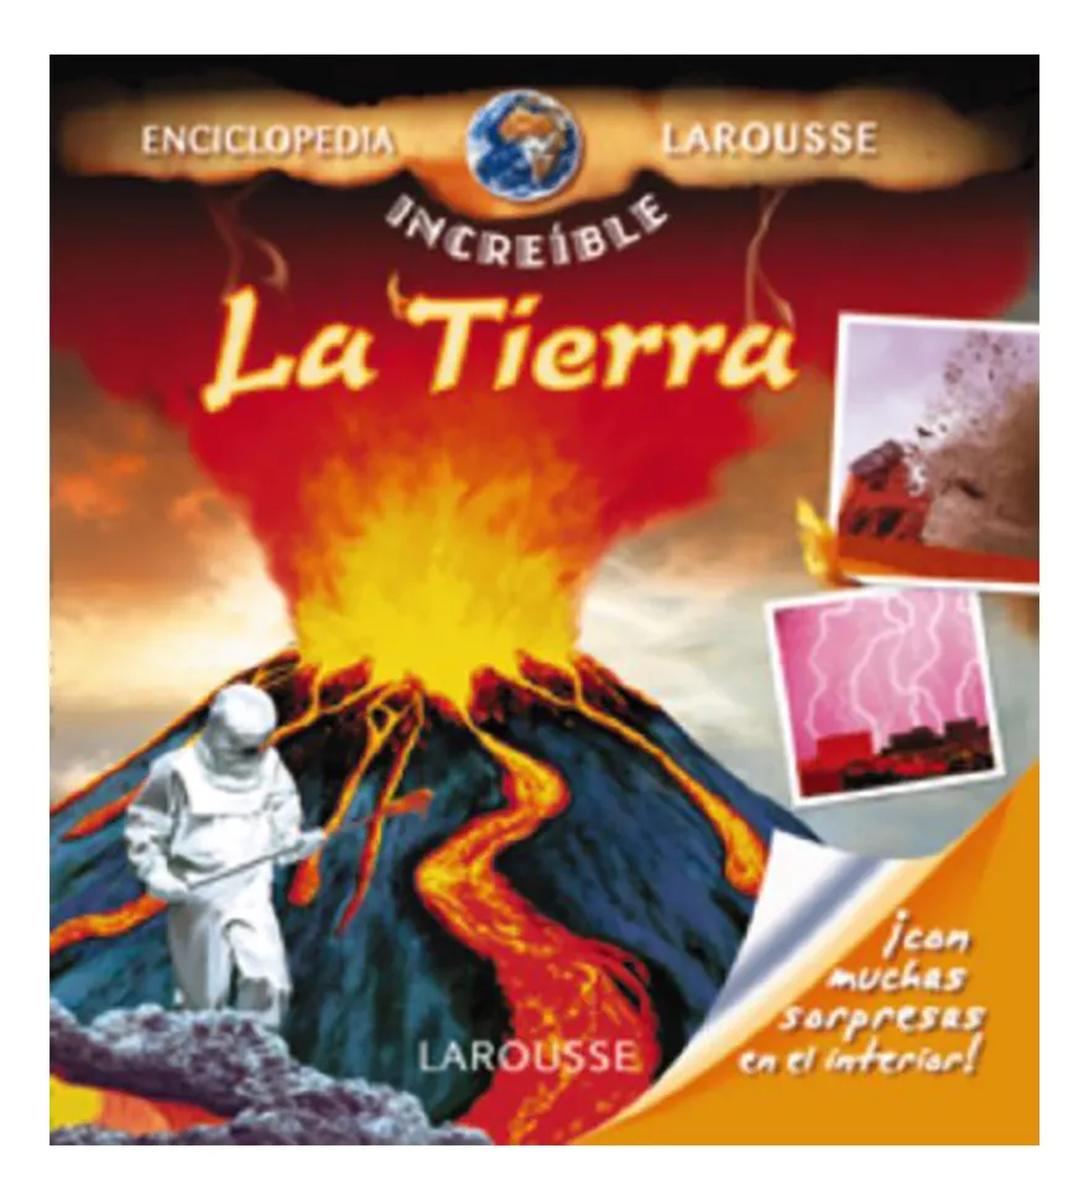 ENCICLOPEDIA LAROUSSE
INCREÍBLE
La Tierra
¡con
muchas
sorpresas
en el interior!
LAROUSSE